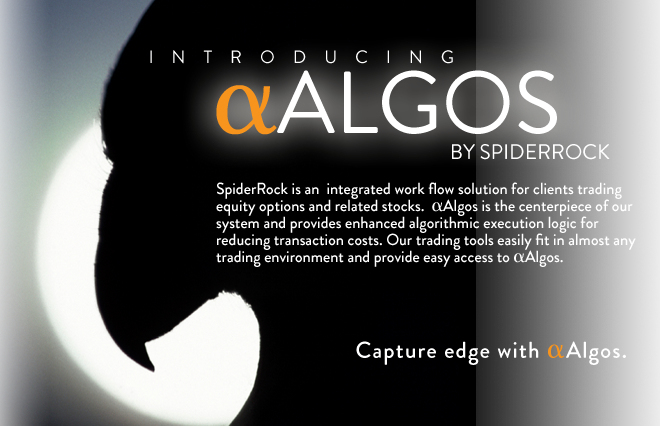 INTRODUCING
αALGOS
BY SPIDERROCK
SpiderRock is an integrated work flow solution for clients trading
equity options and related stocks. αAlgos is the centerpiece of our
system and provides enhanced algorithmic execution logic for
reducing transaction costs. Our trading tools easily fit in almost any
trading environment and provide easy access to αAlgos.
Capture edge with αAlgos.